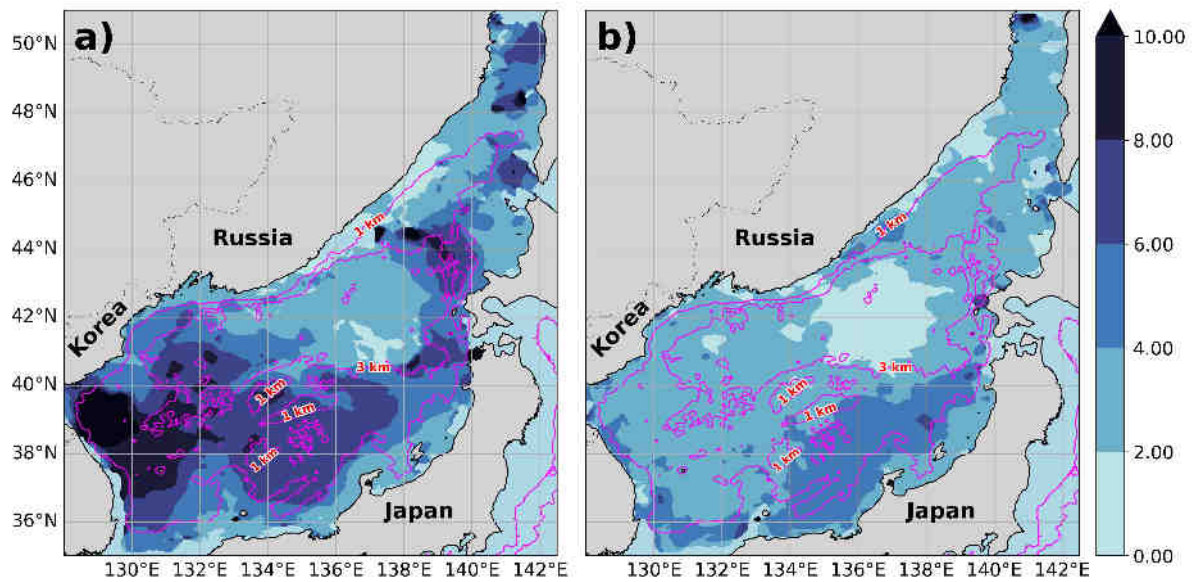 a)
b)
50°N
48°N
46°N
44°N
42°N
40°N
38°N
36°N
Russia
Korea
Japan
1 km
3 km
1 km
1 km
1 km
Russia
Korea
Japan
1 km
3 km
1 km
1 km
1 km
130°E 132°E 134°E 136°E 138°E 140°E 142°E
130°E 132°E 134°E 136°E 138°E 140°E 142°E
10.00
8.00
6.00
4.00
2.00
0.00